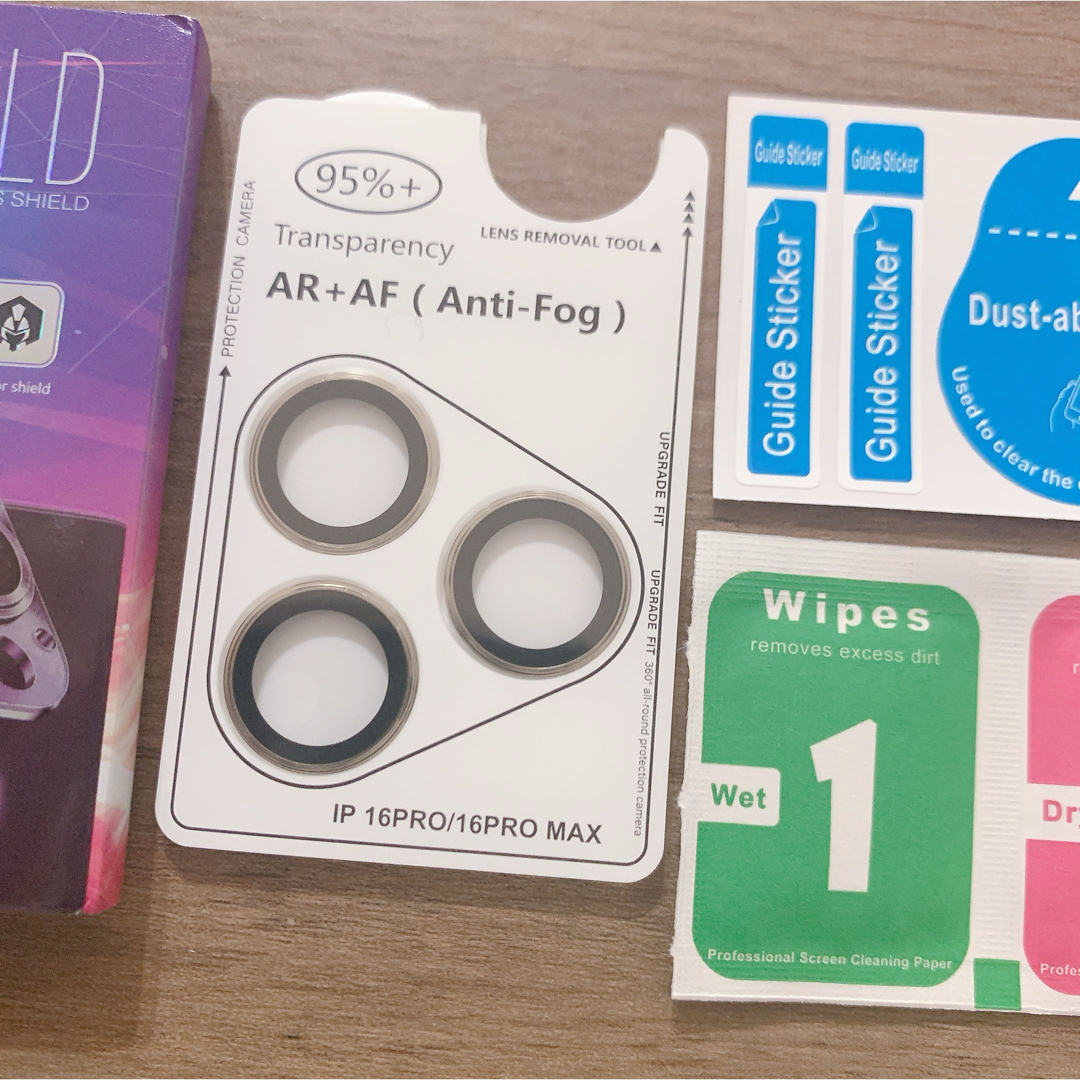 LD
SHIELD
shield
95%+
Transparency
LENS REMOVAL TOOL▲
AR+AF ( Anti-Fog )
PROTECTION CAMERA
UPGRADE FIT
UPGRADE FIT 360° all-round protection camera
IP 16PRO/16PRO MAX
Guide Sticker
Guide Sticker
Guide Sticker
Guide Sticker
Dust-ab
Used to clear the
Wipes
removes excess dirt
1
Wet
Professional Screen Cleaning Paper
Dr
Profes